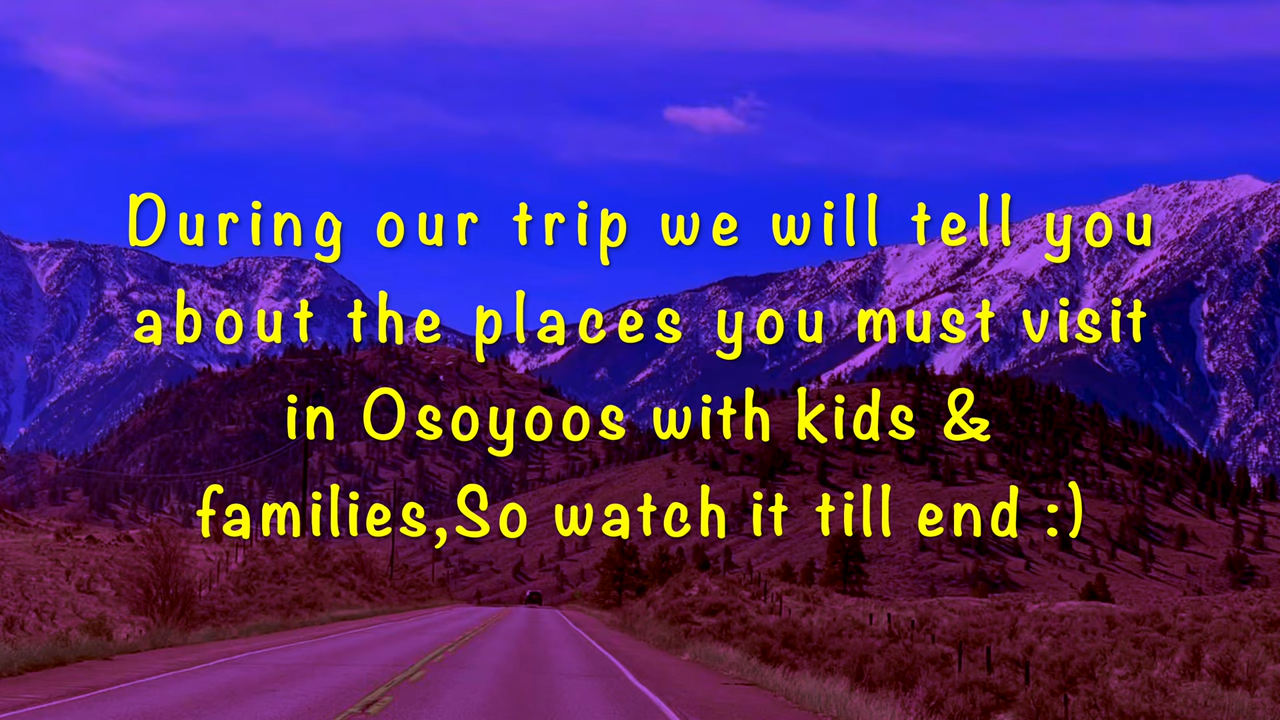 During our trip we will tell you
about the places you must visit
in Osoyoos with kids &
families,So watch it till end :)